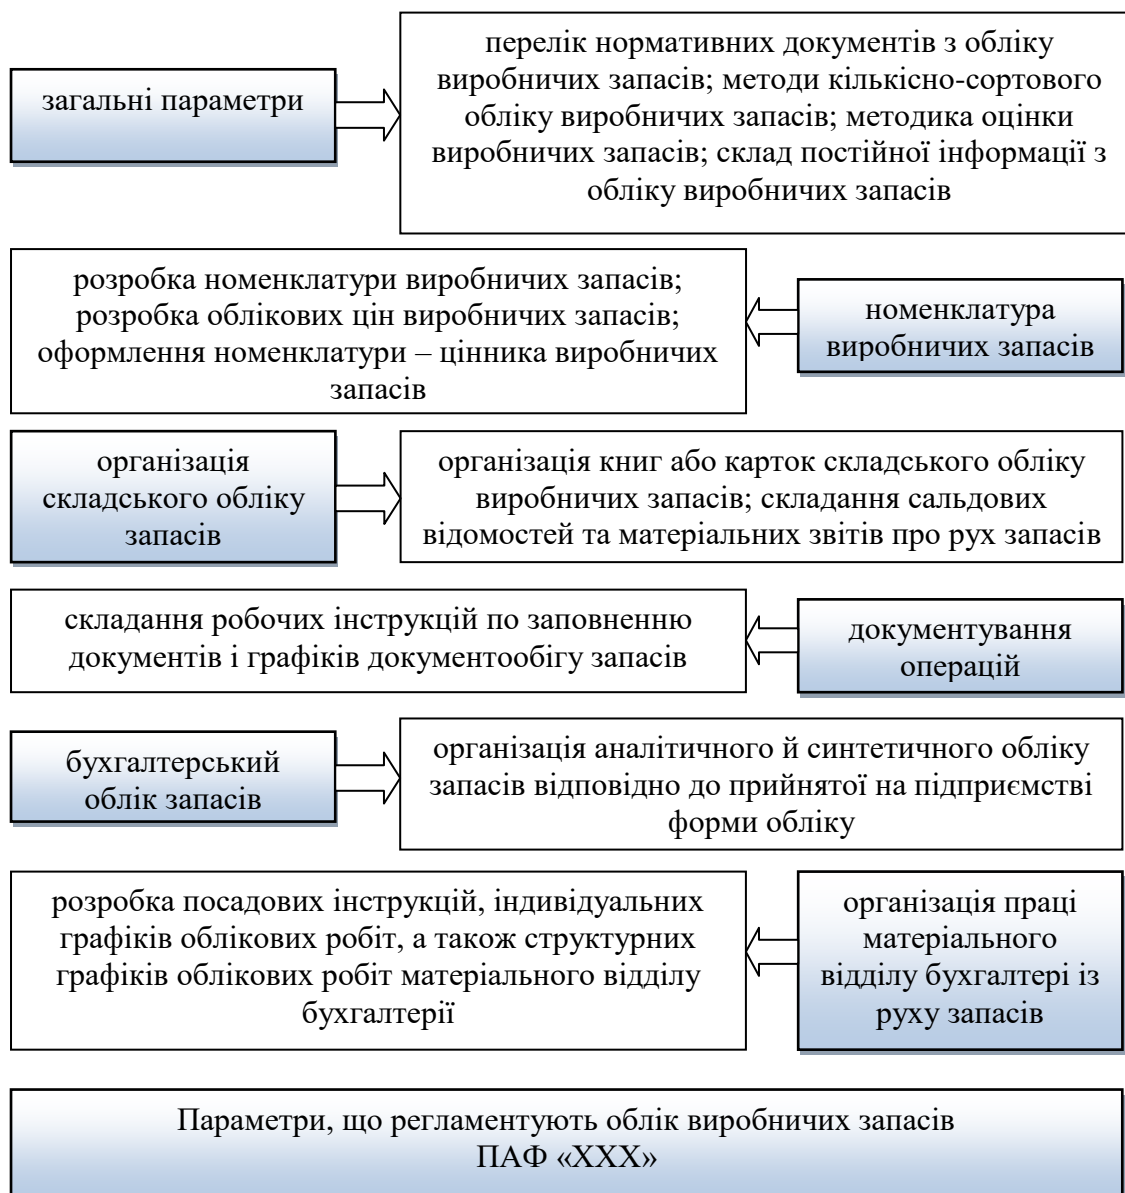 загальні параметри
перелік нормативних документів з обліку
виробничих запасів; методи кількісно-сортового
обліку виробничих запасів; методика оцінки
виробничих запасів; склад постійної інформації з
обліку виробничих запасів
розробка номенклатури виробничих запасів;
розробка облікових цін виробничих запасів;
оформлення номенклатури – цінника виробничих
запасів
номенклатура
виробничих запасів
організація
складського обліку
запасів
організація книг або карток складського обліку
виробничих запасів; складання сальдових
відомостей та матеріальних звітів про рух запасів
складання робочих інструкцій по заповненню
документів і графіків документообігу запасів
документування
операцій
бухгалтерський
облік запасів
організація аналітичного й синтетичного обліку
запасів відповідно до прийнятої на підприємстві
форми обліку
розробка посадових інструкцій, індивідуальних
графіків облікових робіт, а також структурних
графіків облікових робіт матеріального відділу
бухгалтерії
організація праці
матеріального
відділу бухгалтері із
руху запасів
Параметри, що регламентують облік виробничих запасів
ПАФ «ХХХ»